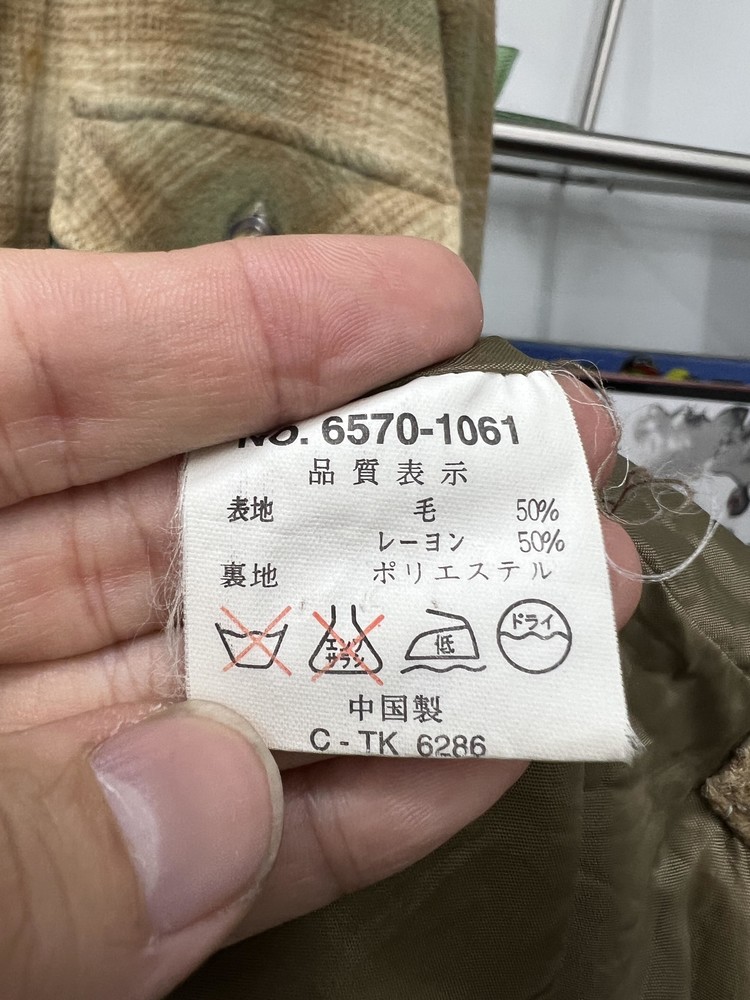 NO. 6570-1061
品質表示
表地 毛 50%
レーヨン 50%
裏地 ポリエステル
エンソ サラシ 低 ドライ
中国製
C-TK 6286